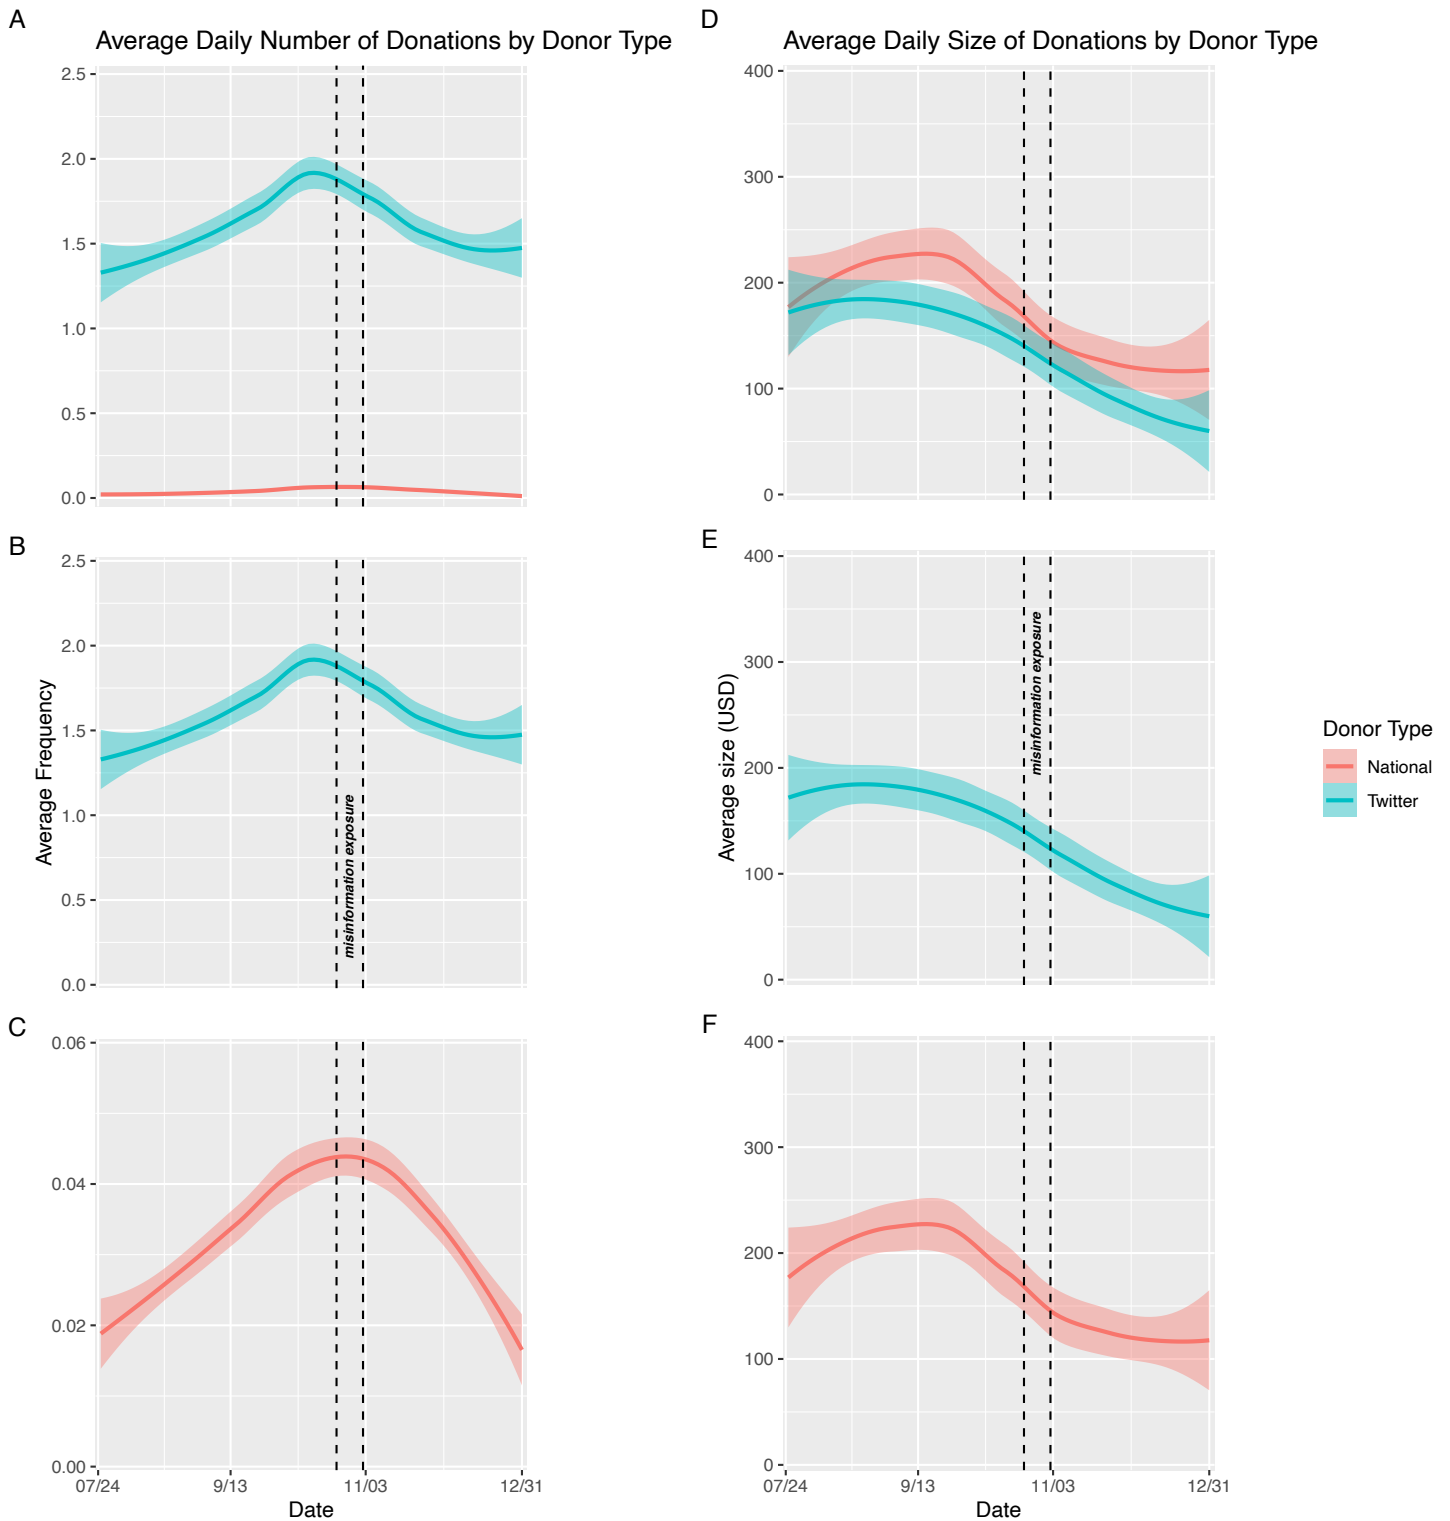 A
Average Daily Number of Donations by Donor Type
2.5
2.0
1.5
1.0
0.5
0.0
B
2.5
2.0
1.5
1.0
0.5
0.0
Average Frequency
misinformation exposure
C
0.06
0.04
0.02
0.00
07/24 9/13 11/03 12/31
Date
D
Average Daily Size of Donations by Donor Type
400
300
200
100
0
E
400
300
200
100
0
Average size (USD)
misinformation exposure
F
400
300
200
100
0
07/24 9/13 11/03 12/31
Date
Donor Type
National
Twitter